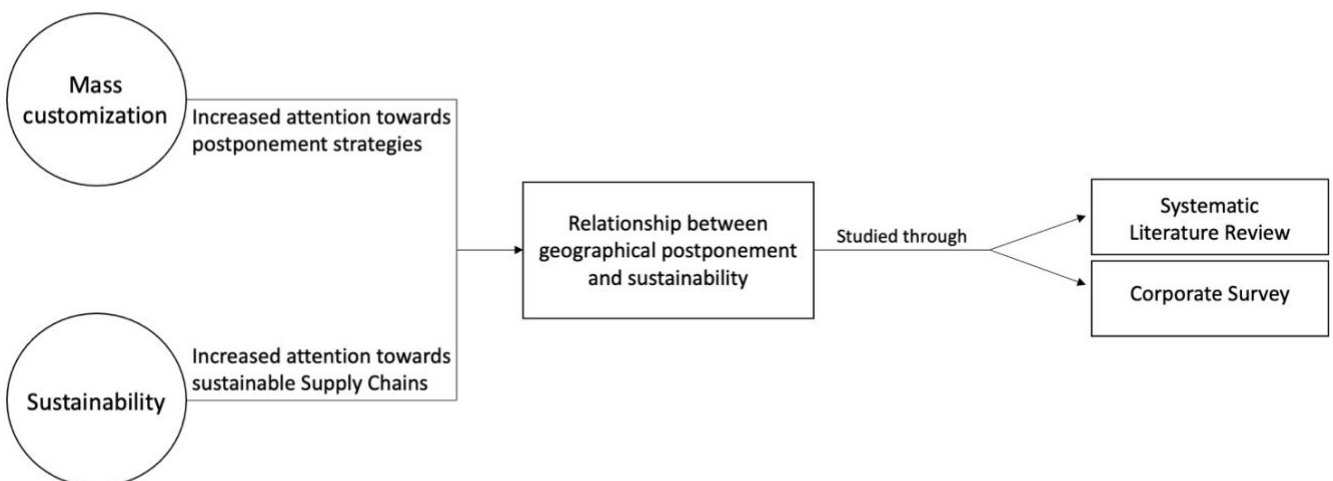 Mass
customization
Increased attention towards
postponement strategies
Relationship between
geographical postponement
and sustainability
Studied through
Systematic
Literature Review
Corporate Survey
Increased attention towards
sustainable Supply Chains
Sustainability